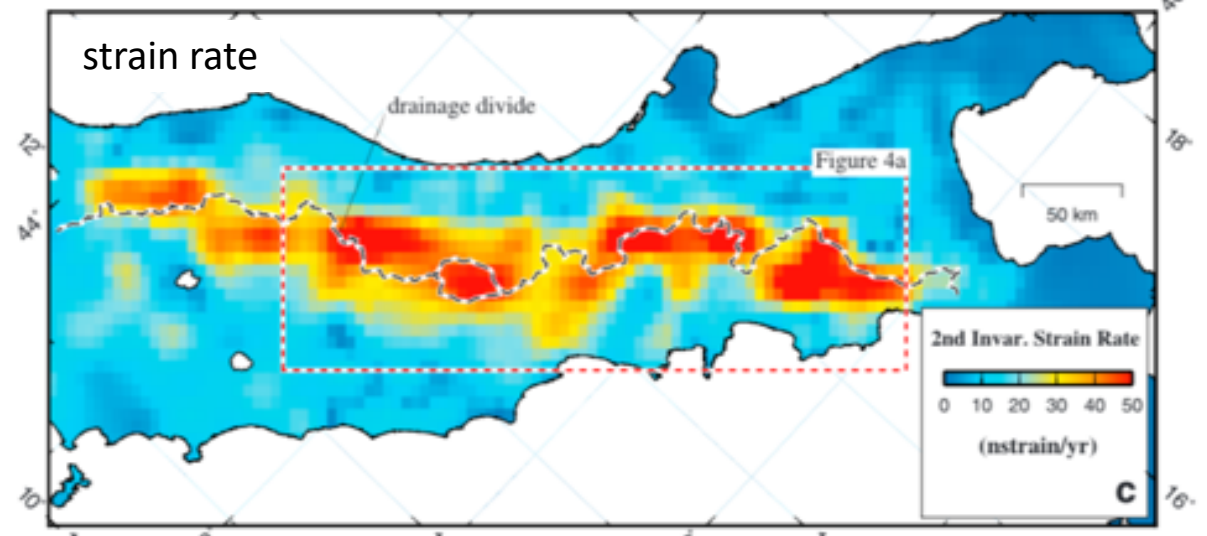 strain rate
drainage divide
Figure 4a
12˚
44˚
10˚
18˚
50 km
2nd Invar. Strain Rate
0 10 20 30 40 50
(nstrain/yr)
C
16˚